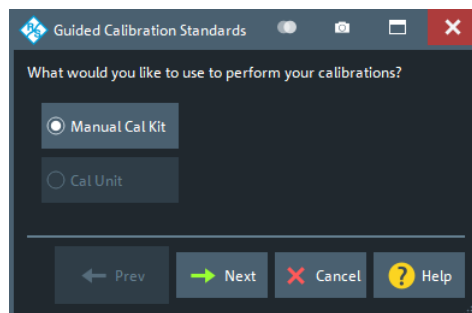 Guided Calibration Standards
What would you like to use to perform your calibrations?
Manual Cal Kit
Cal Unit
Prev
Next
Cancel
? Help